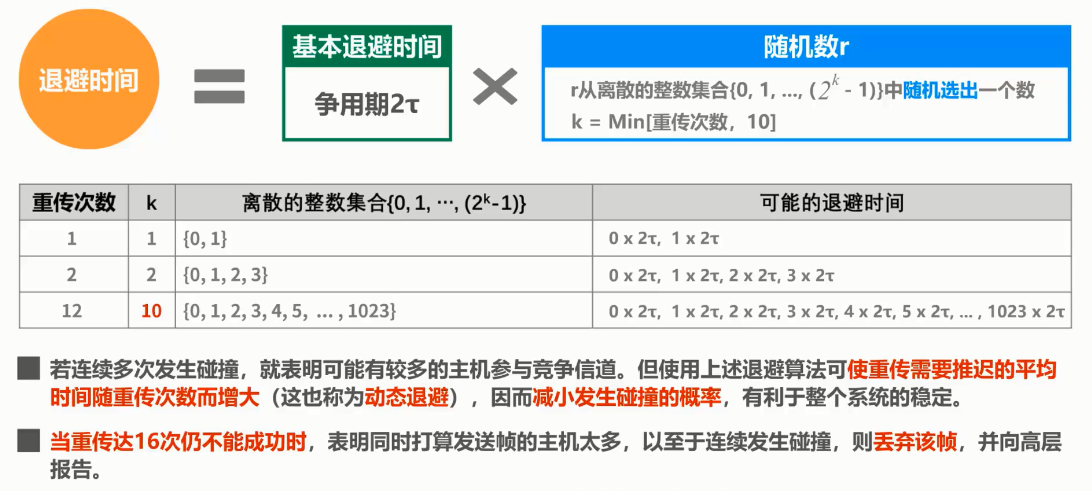 退避时间
=
基本退避时间
争用期2τ
×
随机数r
r从离散的整数集合{0, 1, ..., (2^k - 1)}中随机选出一个数
k = Min[重传次数，10]
重传次数 k 离散的整数集合{0, 1, ⋯, (2^k-1)} 可能的退避时间
1 1 {0, 1} 0 x 2τ, 1 x 2τ
2 2 {0, 1, 2, 3} 0 x 2τ, 1 x 2τ, 2 x 2τ, 3 x 2τ
12 10 {0, 1, 2, 3, 4, 5, ... , 1023} 0 x 2τ, 1 x 2τ, 2 x 2τ, 3 x 2τ, 4 x 2τ, 5 x 2τ, ... , 1023 x 2τ
若连续多次发生碰撞，就表明可能有较多的主机参与竞争信道。但使用上述退避算法可使重传需要推迟的平均
时间随重传次数而增大（这也称为动态退避），因而减小发生碰撞的概率，有利于整个系统的稳定。
当重传达16次仍不能成功时，表明同时打算发送帧的主机太多，以至于连续发生碰撞，则丢弃该帧，并向高层
报告。